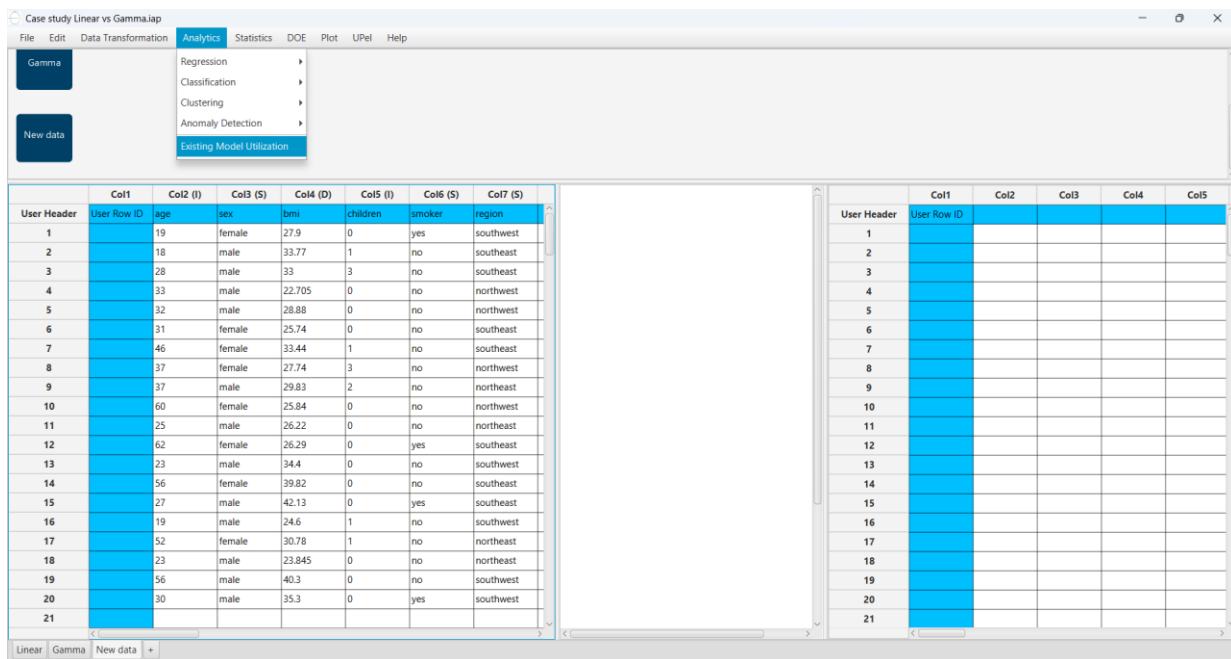 Case study Linear vs Gamma.iap
File Edit Data Transformation Analytics Statistics DOE Plot UPel Help
Gamma
Regression
Classification
Clustering
Anomaly Detection
New data
Existing Model Utilization
Col1 Col2 (I) Col3 (S) Col4 (D) Col5 (I) Col6 (S) Col7 (S) Col1 Col2 Col3 Col4 Col5
User Header User Row ID age sex bmi children smoker region User Header User Row ID
1 19 female 27.9 0 yes southwest 1
2 18 male 33.77 1 no southeast 2
3 28 male 33 3 no southeast 3
4 33 male 22.705 0 no northwest 4
5 32 male 28.88 0 no northwest 5
6 31 female 25.74 0 no southeast 6
7 46 female 33.44 1 no southeast 7
8 37 female 27.74 3 no northwest 8
9 37 male 29.83 2 no northeast 9
10 60 female 25.84 0 no northwest 10
11 25 male 26.22 0 no northeast 11
12 62 female 26.29 0 yes southeast 12
13 23 male 34.4 0 no southwest 13
14 56 female 39.82 0 no southeast 14
15 27 male 42.13 0 yes southeast 15
16 19 male 24.6 1 no southwest 16
17 52 female 30.78 1 no northeast 17
18 23 male 23.845 0 no northeast 18
19 56 male 40.3 0 no southwest 19
20 30 male 35.3 0 yes southwest 20
21 21
Linear Gamma New data +